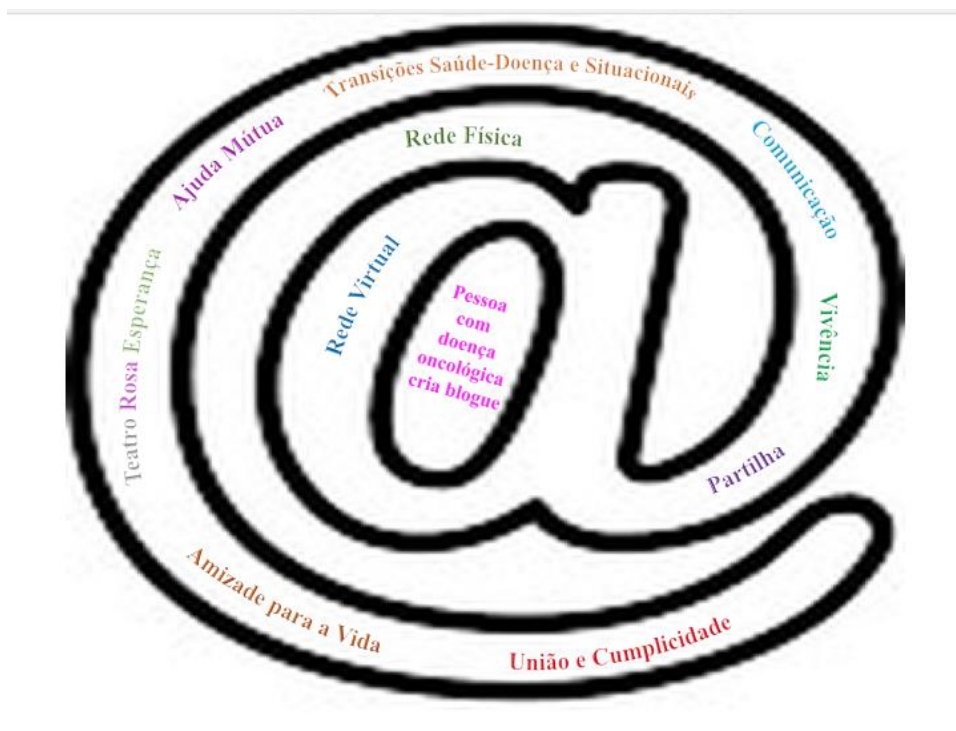 Transições Saúde-Doença e Situacionais
Ajuda Mútua
Rede Física
Comunicação
Rede Virtual
Pessoa
com
doença
oncológica
cria blogue
Teatro Rosa Esperança
Vivência
Partilha
Amizade para a Vida
União e Cumplicidade